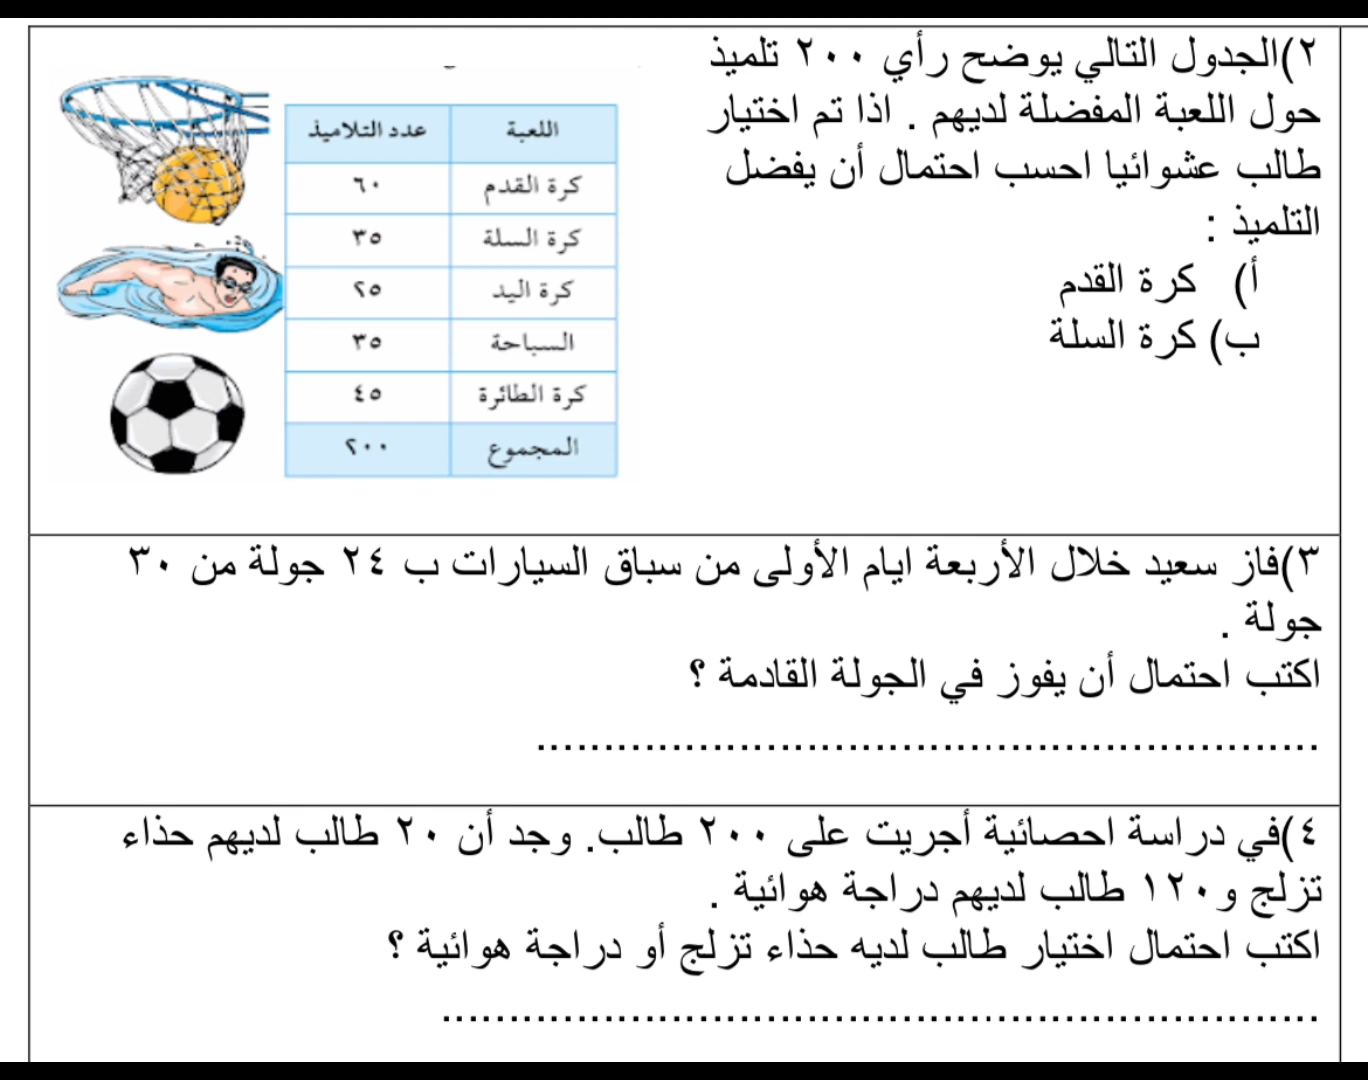 ٢)الجدول التالي يوضح رأي ٢٠٠ تلميذ
حول اللعبة المفضلة لديهم . اذا تم اختيار
طالب عشوائيا احسب احتمال أن يفضل
التلميذ :
أ) كرة القدم
ب) كرة السلة
اللعبة عدد التلاميذ
كرة القدم ٦٠
كرة السلة ٣٥
كرة اليد ٢٥
السباحة ٣٥
كرة الطائرة ٤٥
المجموع ٢٠٠
٣)فاز سعيد خلال الأربعة ايام الأولى من سباق السيارات ب ٢٤ جولة من ٣٠
جولة .
اكتب احتمال أن يفوز في الجولة القادمة ؟
............................................................
٤)في دراسة احصائية أجريت على ٢٠٠ طالب. وجد أن ٢٠ طالب لديهم حذاء
تزلج و١٢٠ طالب لديهم دراجة هوائية .
اكتب احتمال اختيار طالب لديه حذاء تزلج أو دراجة هوائية ؟
...................................................................